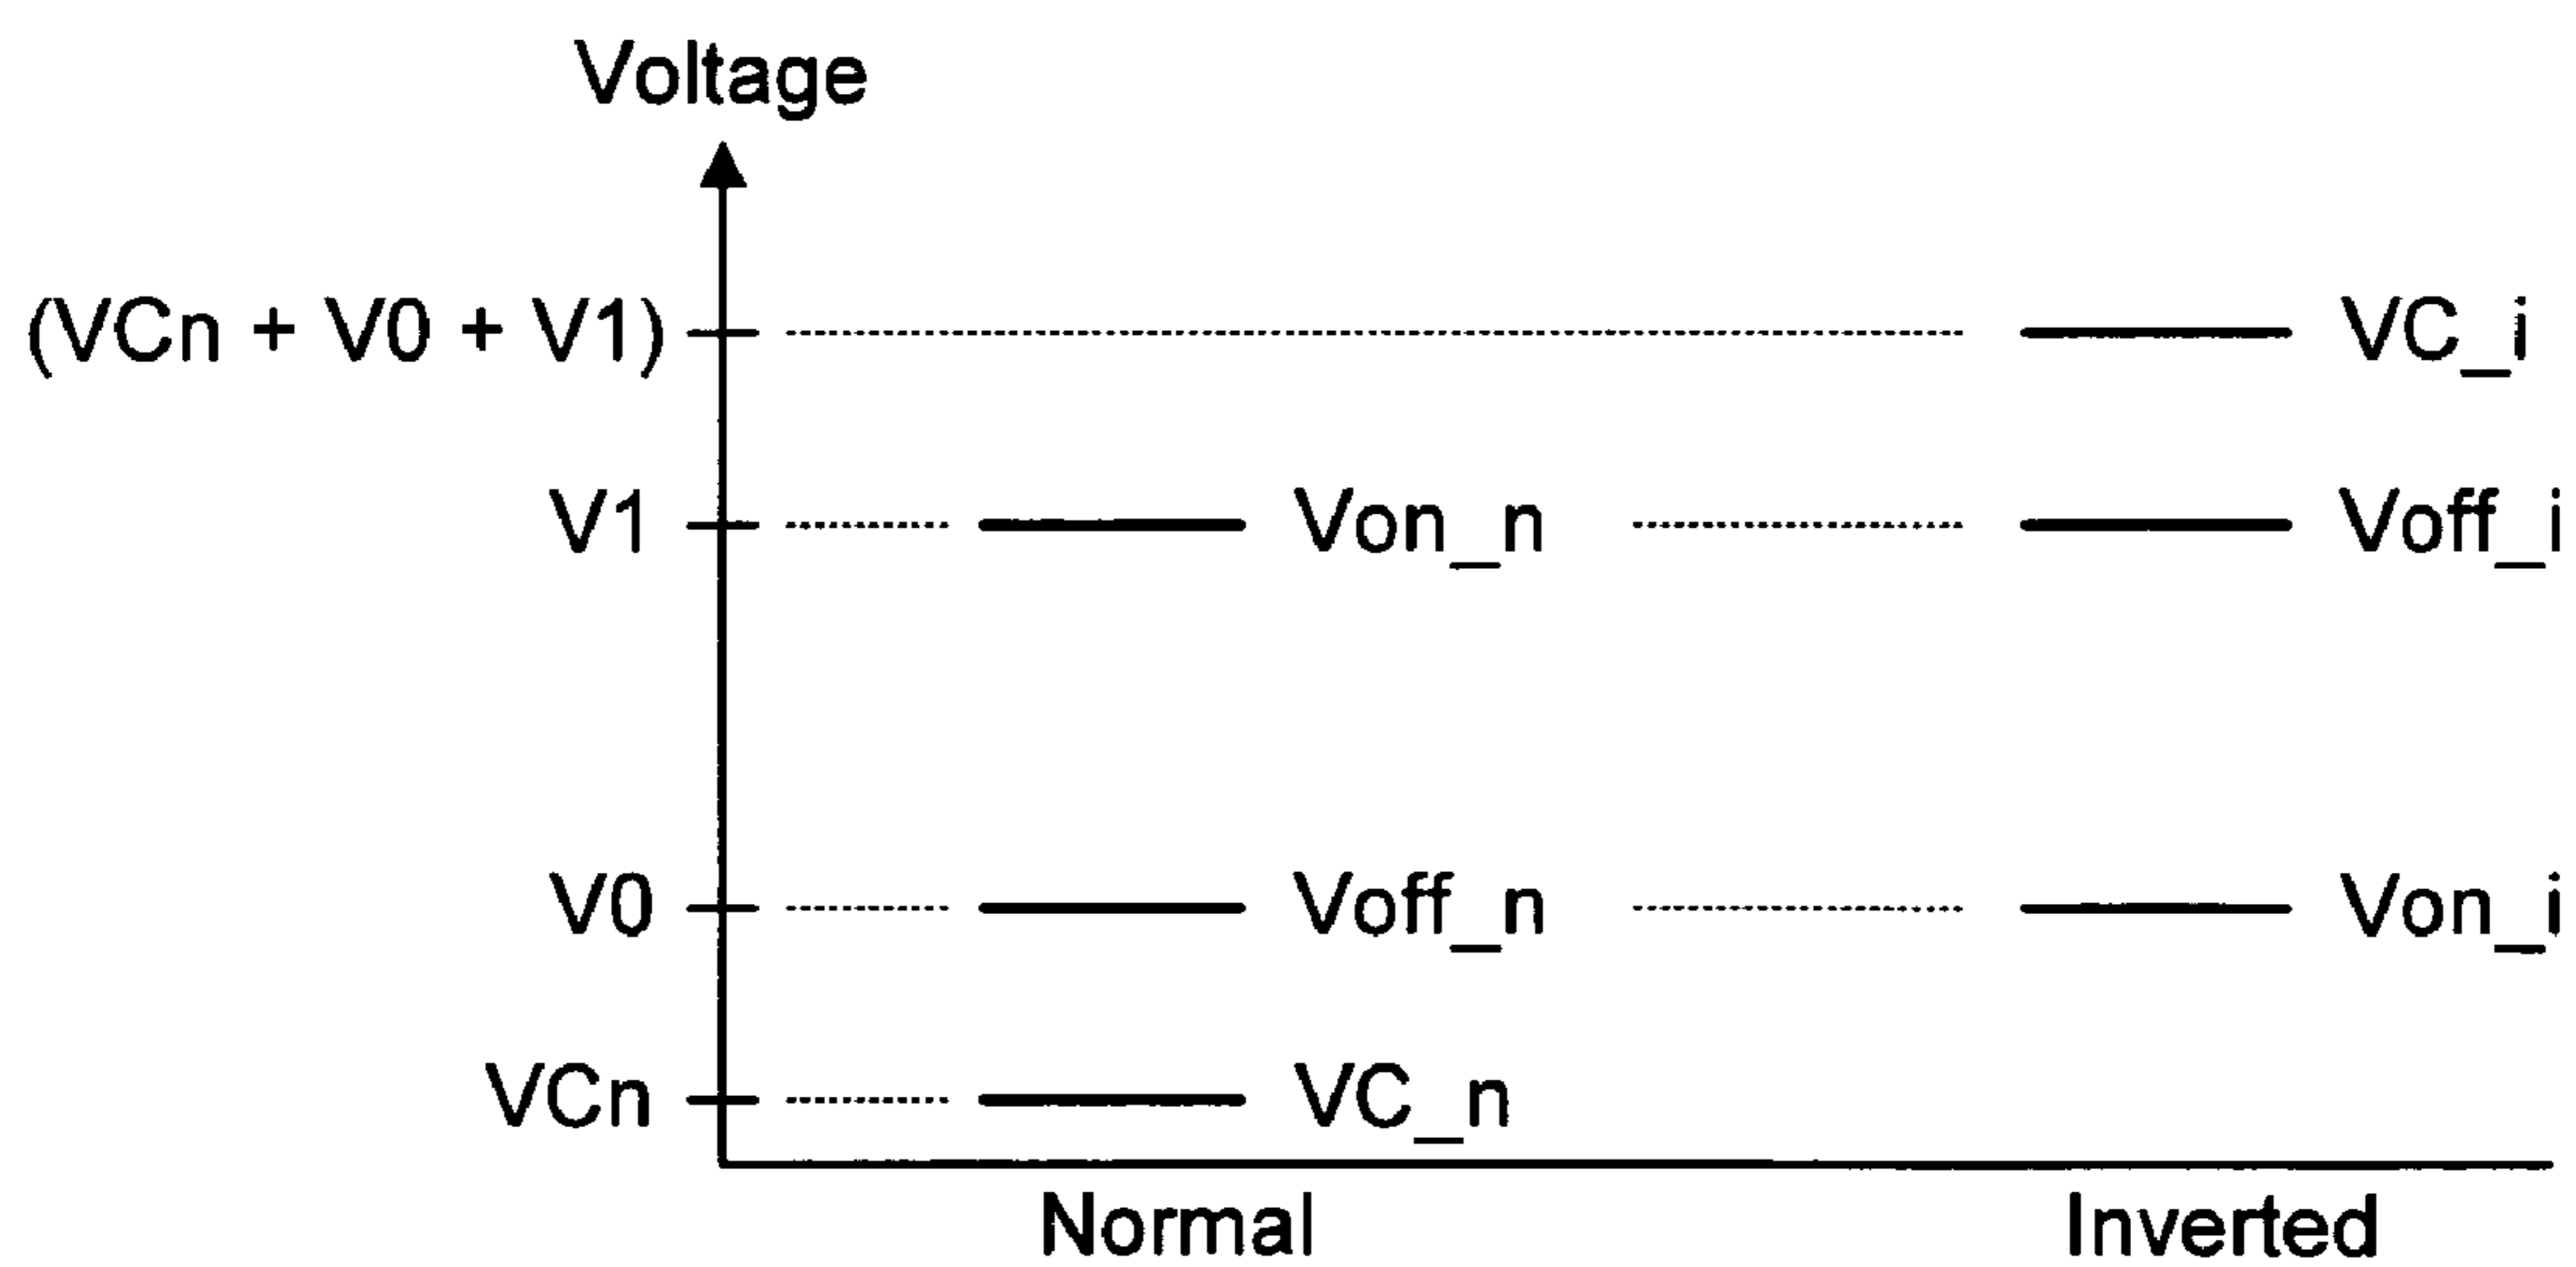 Voltage
(VCn + V0 + V1) VC_i
V1 Von_n Voff_i
V0 Voff_n Von_i
VCn VC_n
Normal Inverted